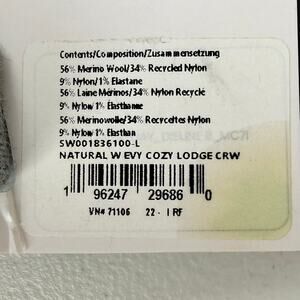 Contents/Composition/Zusammensetzung
56% Merino Wool/34% Recycled Nylon
9% Nylon/1% Elastane
56% Laine Mérinos/34% Nylon Recyclé
9% Nylon/1% Élasthanne
56% Merinowolle/34% Recyceltes Nylon
9% Nylon/1% Elasthan
SW001836100-L
NATURAL W EVY COZY LODGE CRW
1 96247 29686 0
VN# 71106 22 - I RF